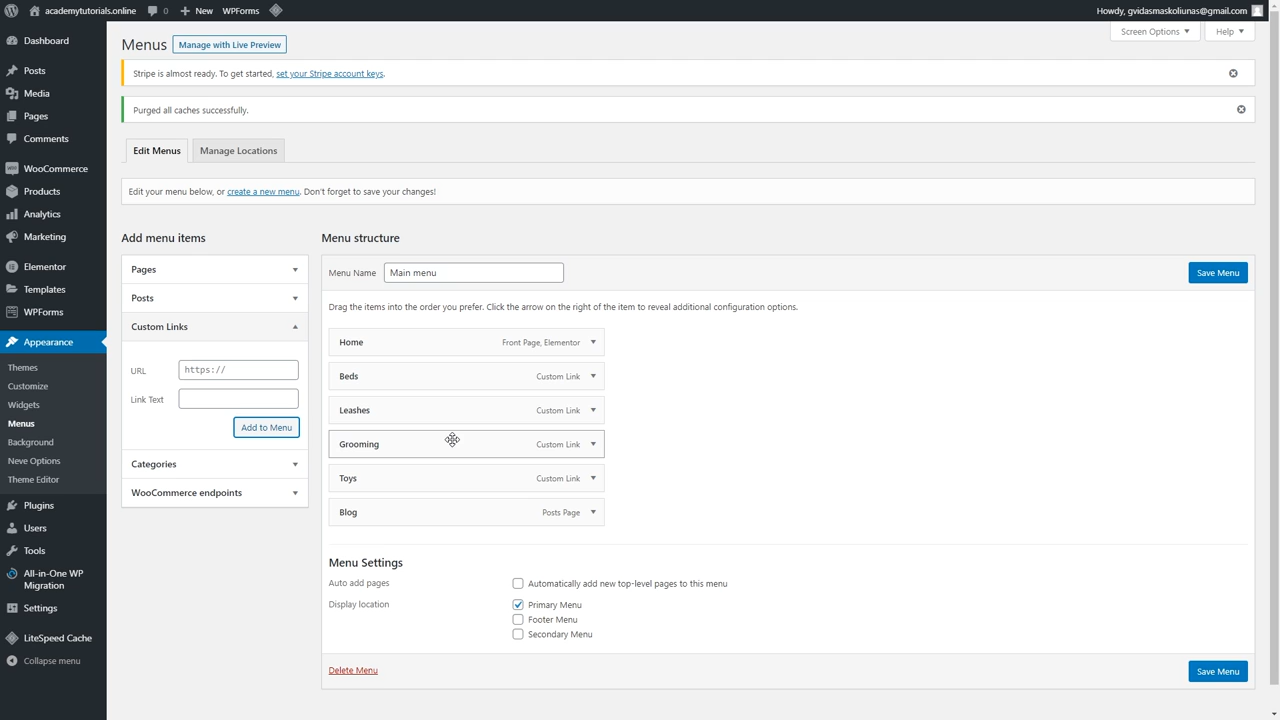 academytutorials.online
0
New
WPForms
Howdy, gvidasmaskoliunas@gmail.com
Dashboard
Posts
Media
Pages
Comments
WooCommerce
Products
Analytics
Marketing
Elementor
Templates
WPForms
Appearance
Themes
Customize
Widgets
Menus
Background
Neve Options
Theme Editor
Plugins
Users
Tools
All-in-One WP
Migration
Settings
LiteSpeed Cache
Collapse menu
Menus
Manage with Live Preview
Screen Options
Help
Stripe is almost ready. To get started, set your Stripe account keys.
Purged all caches successfully.
Edit Menus
Manage Locations
Edit your menu below, or create a new menu. Don't forget to save your changes!
Add menu items
Pages
Posts
Custom Links
URL
https://
Link Text
Add to Menu
Categories
WooCommerce endpoints
Menu structure
Menu Name
Main menu
Save Menu
Drag the items into the order you prefer. Click the arrow on the right of the item to reveal additional configuration options.
Home
Front Page, Elementor
Beds
Custom Link
Leashes
Custom Link
Grooming
Custom Link
Toys
Custom Link
Blog
Posts Page
Menu Settings
Auto add pages
Automatically add new top-level pages to this menu
Display location
Primary Menu
Footer Menu
Secondary Menu
Delete Menu
Save Menu